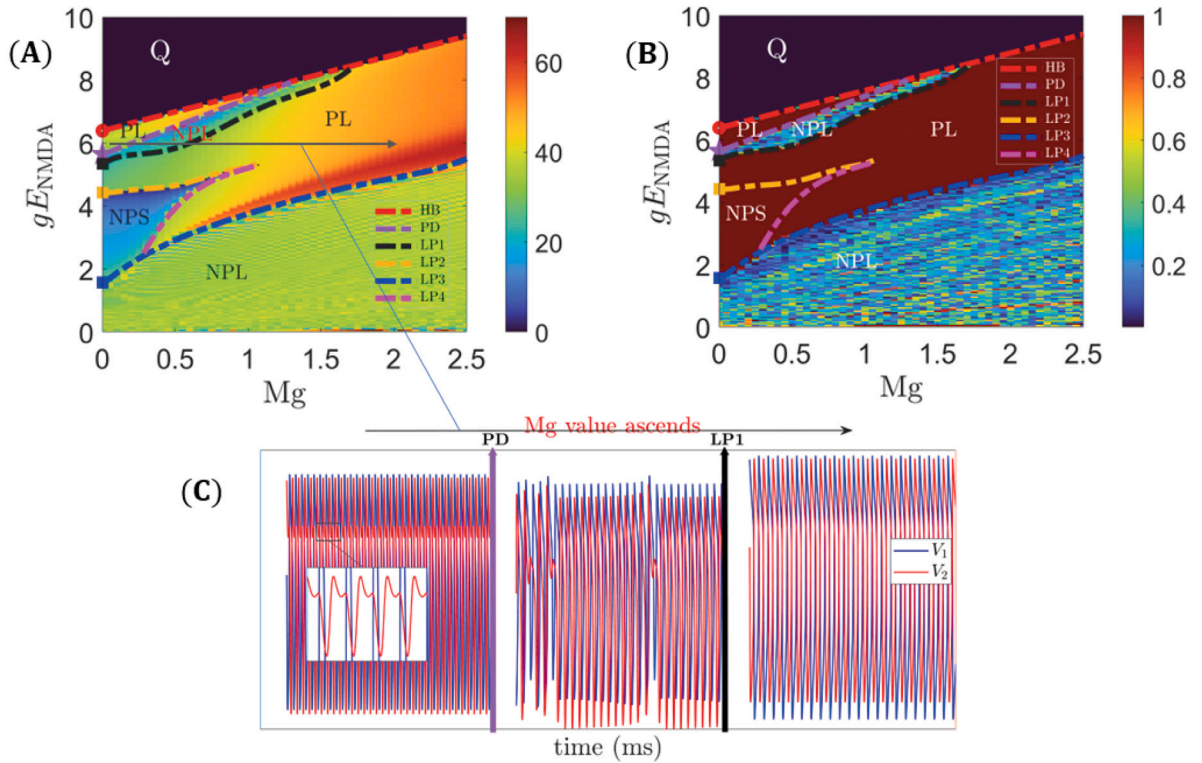 (A)
10
8
6
4
2
0
gE_NMDA
Q
PL
NPL
PL
NPS
NPL
HB
PD
LP1
LP2
LP3
LP4
0
0.5
1
1.5
2
2.5
Mg
60
40
20
0
(B)
10
8
6
4
2
0
gE_NMDA
Q
PL
NPL
PL
NPS
NPL
HB
PD
LP1
LP2
LP3
LP4
0
0.5
1
1.5
2
2.5
Mg
1
0.8
0.6
0.4
0.2
Mg value ascends
PD
LP1
(C)
V_1
V_2
time (ms)